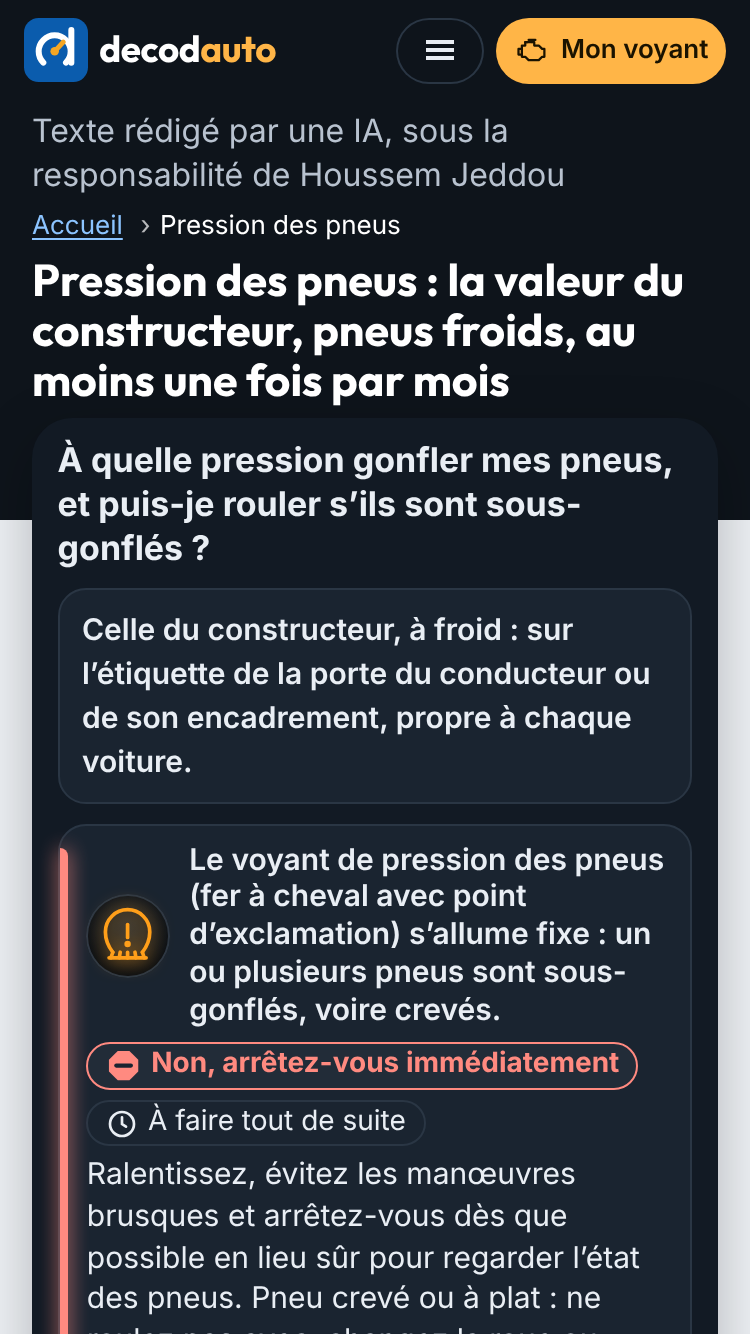 decodauto
Mon voyant
Texte rédigé par une IA, sous la
responsabilité de Houssem Jeddou
Accueil › Pression des pneus
Pression des pneus : la valeur du
constructeur, pneus froids, au
moins une fois par mois
À quelle pression gonfler mes pneus,
et puis-je rouler s’ils sont sous-
gonflés ?
Celle du constructeur, à froid : sur
l’étiquette de la porte du conducteur ou
de son encadrement, propre à chaque
voiture.
Le voyant de pression des pneus
(fer à cheval avec point
d’exclamation) s’allume fixe : un
ou plusieurs pneus sont sous-
gonflés, voire crevés.
Non, arrêtez-vous immédiatement
À faire tout de suite
Ralentissez, évitez les manœuvres
brusques et arrêtez-vous dès que
possible en lieu sûr pour regarder l’état
des pneus. Pneu crevé ou à plat : ne